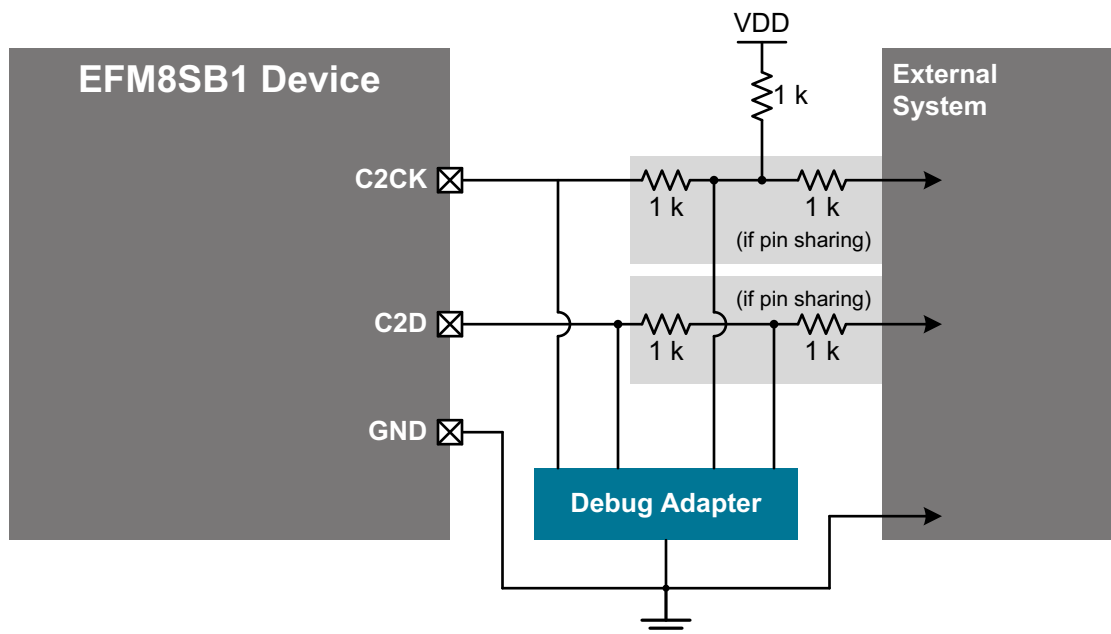 VDD
EFM8SB1 Device
External
System
1 k
C2CK
1 k
1 k
(if pin sharing)
(if pin sharing)
C2D
1 k
1 k
GND
Debug Adapter